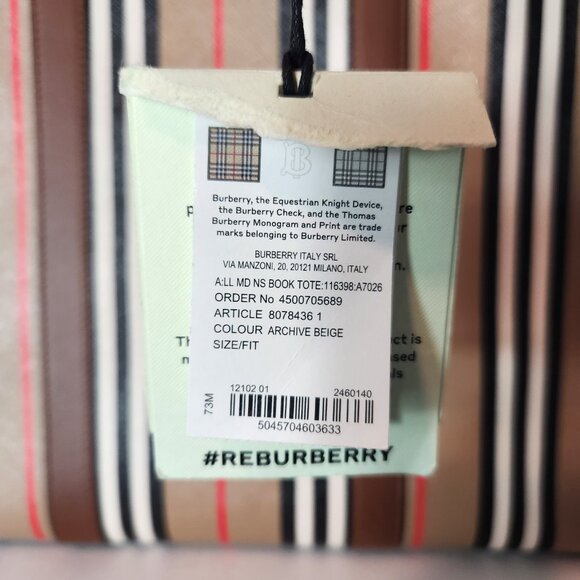 Burberry, the Equestrian Knight Device,
the Burberry Check, and the Thomas
Burberry Monogram and Print are trade
marks belonging to Burberry Limited.
BURBERRY ITALY SRL
VIA MANZONI, 20, 20121 MILANO, ITALY
A:LL MD NS BOOK TOTE:116398:A7026
ORDER No 4500705689
ARTICLE 8078436 1
COLOUR ARCHIVE BEIGE
SIZE/FIT
73M
12102 01 2460140
5045704603633
#REBURBERRY